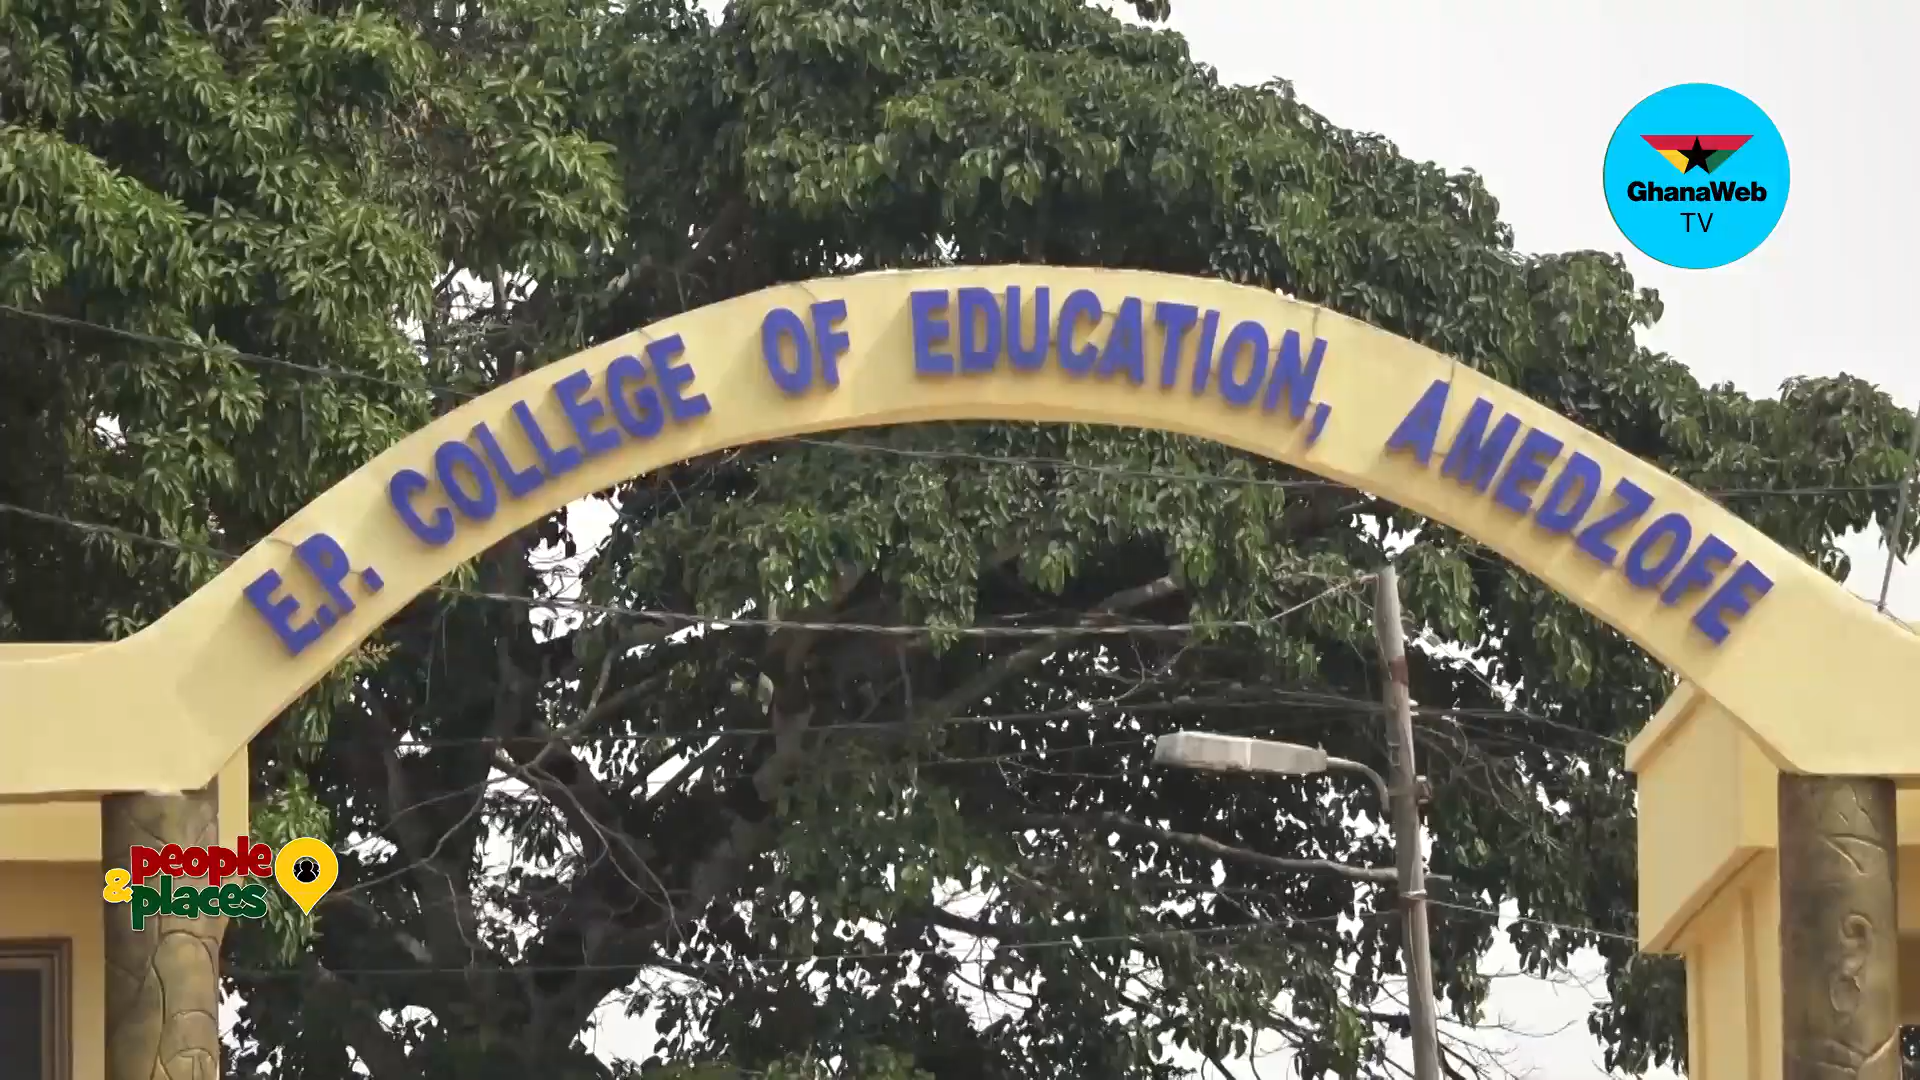 GhanaWeb
TV
E.P. COLLEGE OF EDUCATION, AMEDZOFE
people
& places